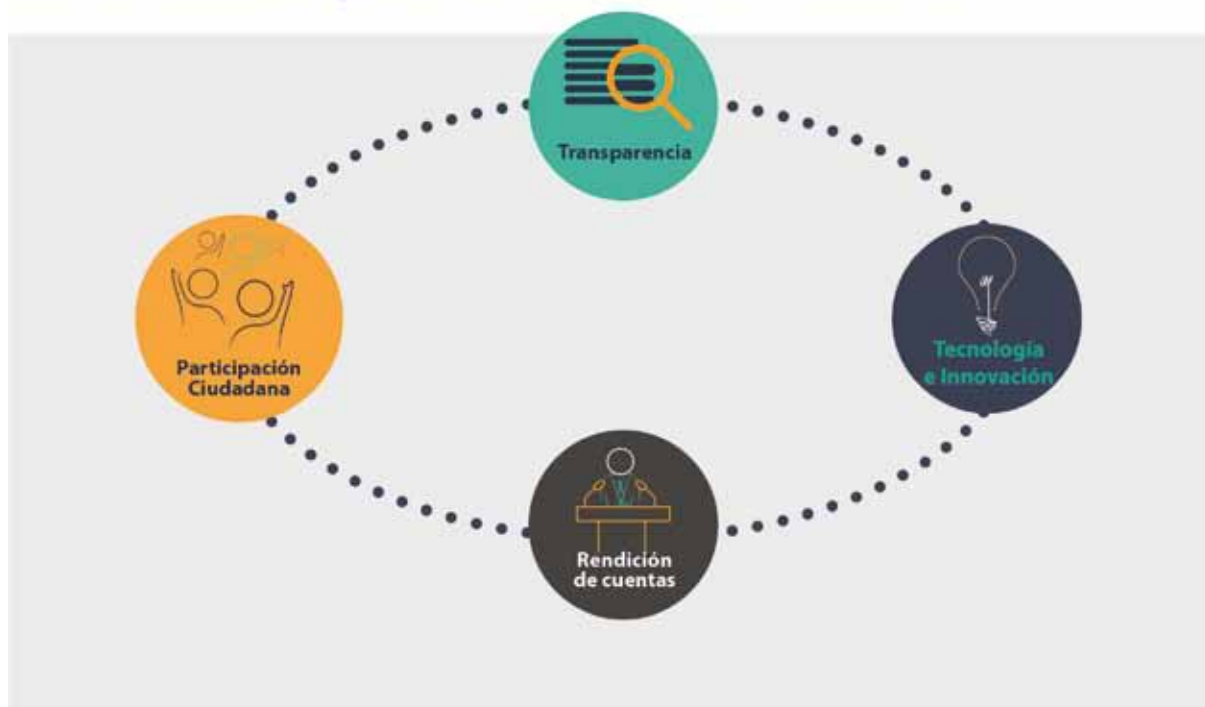 Transparencia
Participación
Ciudadana
Tecnología
e Innovación
Rendición
de cuentas